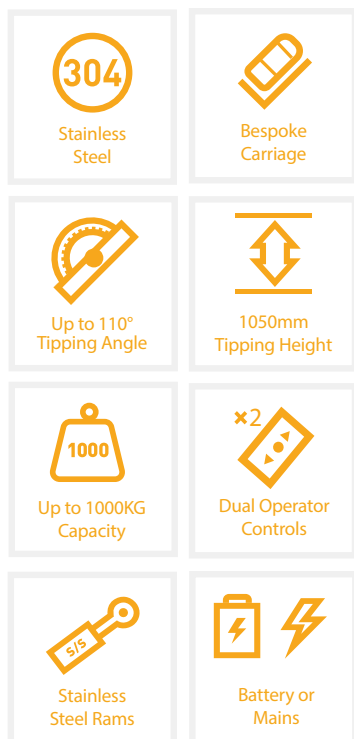 304
Stainless
Steel
Bespoke
Carriage
Up to 110°
Tipping Angle
1050mm
Tipping Height
1000
Up to 1000KG
Capacity
×2
Dual Operator
Controls
S/S
Stainless
Steel Rams
Battery or
Mains